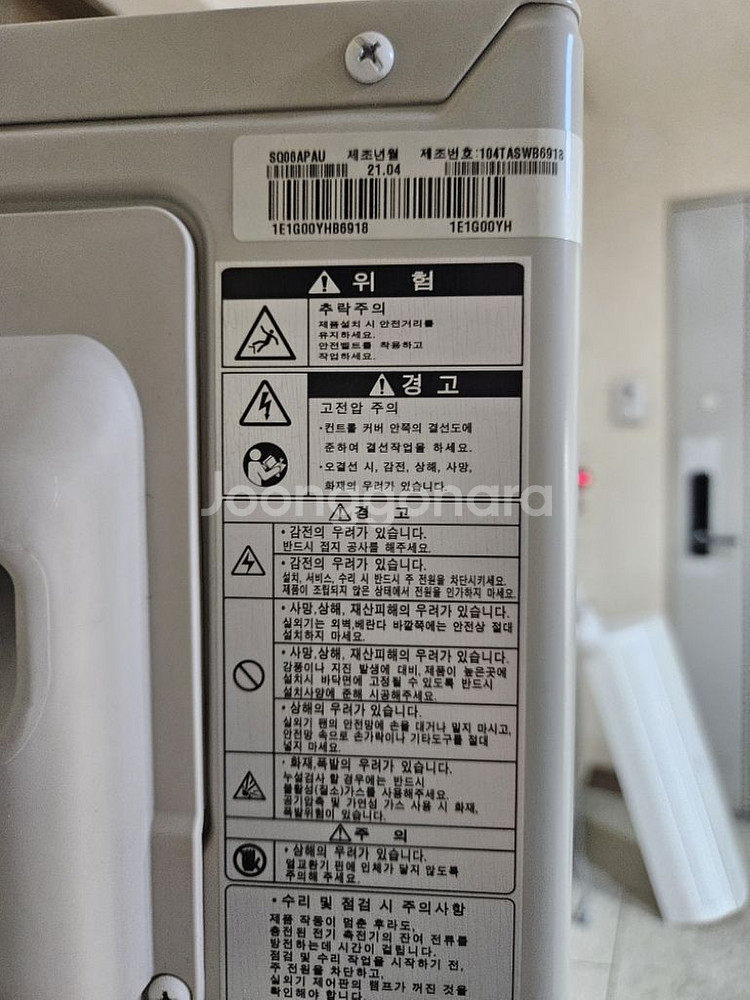 SQ06APAU 제조년월 제조번호:104TASWB6918
21.04
1E1G00YHB6918 1E1G00YH
위 험
추락주의
제품설치 시 안전거리를
유지하세요.
안전벨트를 착용하고
작업하세요.
경 고
고전압 주의
·컨트롤 커버 안쪽의 결선도에
준하여 결선작업을 하세요.
·오결선 시, 감전, 상해, 사망,
화재의 우려가 있습니다.
Joonggonara
경 고
·감전의 우려가 있습니다.
반드시 접지 공사를 해주세요.
·감전의 우려가 있습니다.
설치, 서비스, 수리 시 반드시 주 전원을 차단시키세요.
제품이 조립되지 않은 상태에서 전원을 인가하지 마세요.
·사망,상해, 재산피해의 우려가 있습니다.
실외기는 외벽,베란다 바깥쪽에는 안전상 절대
설치하지 마세요.
·사망,상해, 재산피해의 우려가 있습니다.
강풍이나 지진 발생에 대비, 제품이 높은곳에
설치시 바닥면에 고정될 수 있도록 반드시
설치사양에 준해 시공해주세요.
·상해의 우려가 있습니다.
실외기 팬의 안전망에 손을 대거나 밀지 마시고,
안전망 속으로 손가락이나 기타도구를 절대
넣지 마세요.
·화재,폭발의 우려가 있습니다.
누설검사 할 경우에는 반드시
불활성(질소)가스를 사용해주세요.
공기압축 및 가연성 가스 사용 시 화재,
폭발위험이 있습니다.
주 의
·상해의 우려가 있습니다.
열교환기 핀에 인체가 닿지 않도록
주의해 주세요.
·수리 및 점검 시 주의사항
제품 작동이 멈춘 후라도,
충전된 전기 축전기의 잔여 전류를
방전하는데 시간이 걸립니다.
점검 및 수리 작업을 시작하기 전,
주 전원을 차단하고,
실외기 제어판의 램프가 꺼진 것을
확인해야 합니다.